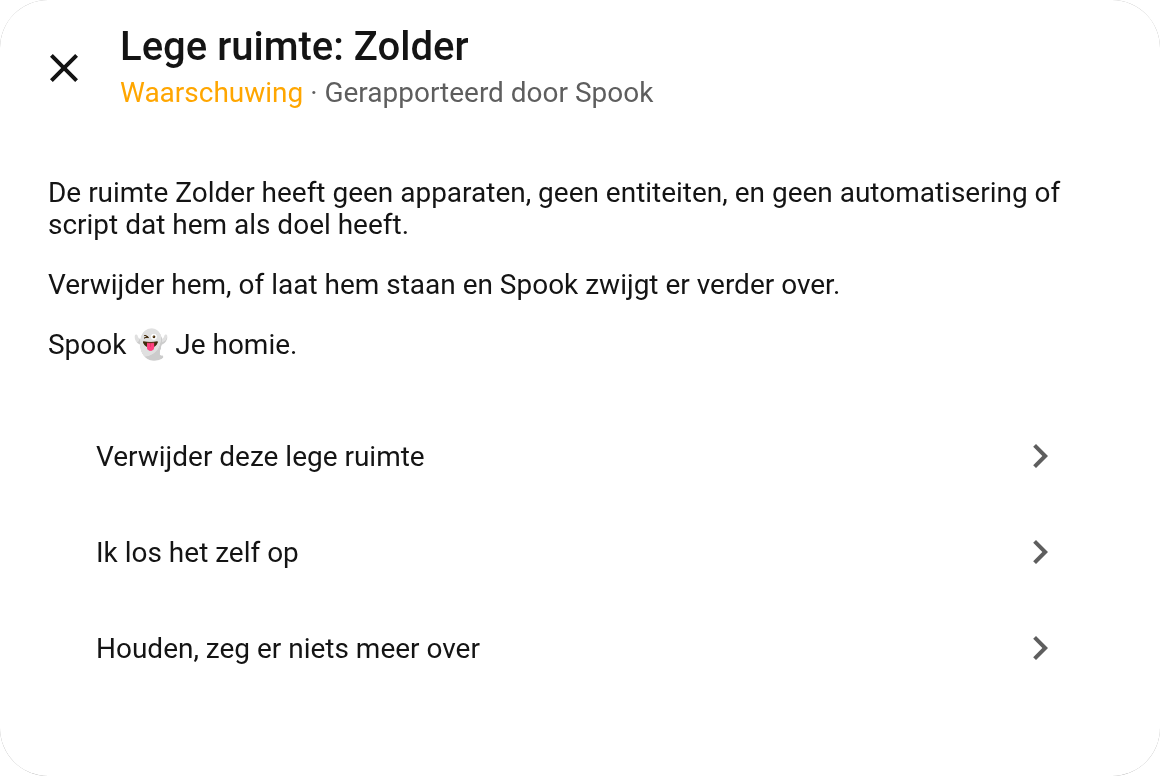 Lege ruimte: Zolder
Waarschuwing · Gerapporteerd door Spook
De ruimte Zolder heeft geen apparaten, geen entiteiten, en geen automatisering of
script dat hem als doel heeft.
Verwijder hem, of laat hem staan en Spook zwijgt er verder over.
Spook 👻 Je homie.
Verwijder deze lege ruimte
Ik los het zelf op
Houden, zeg er niets meer over